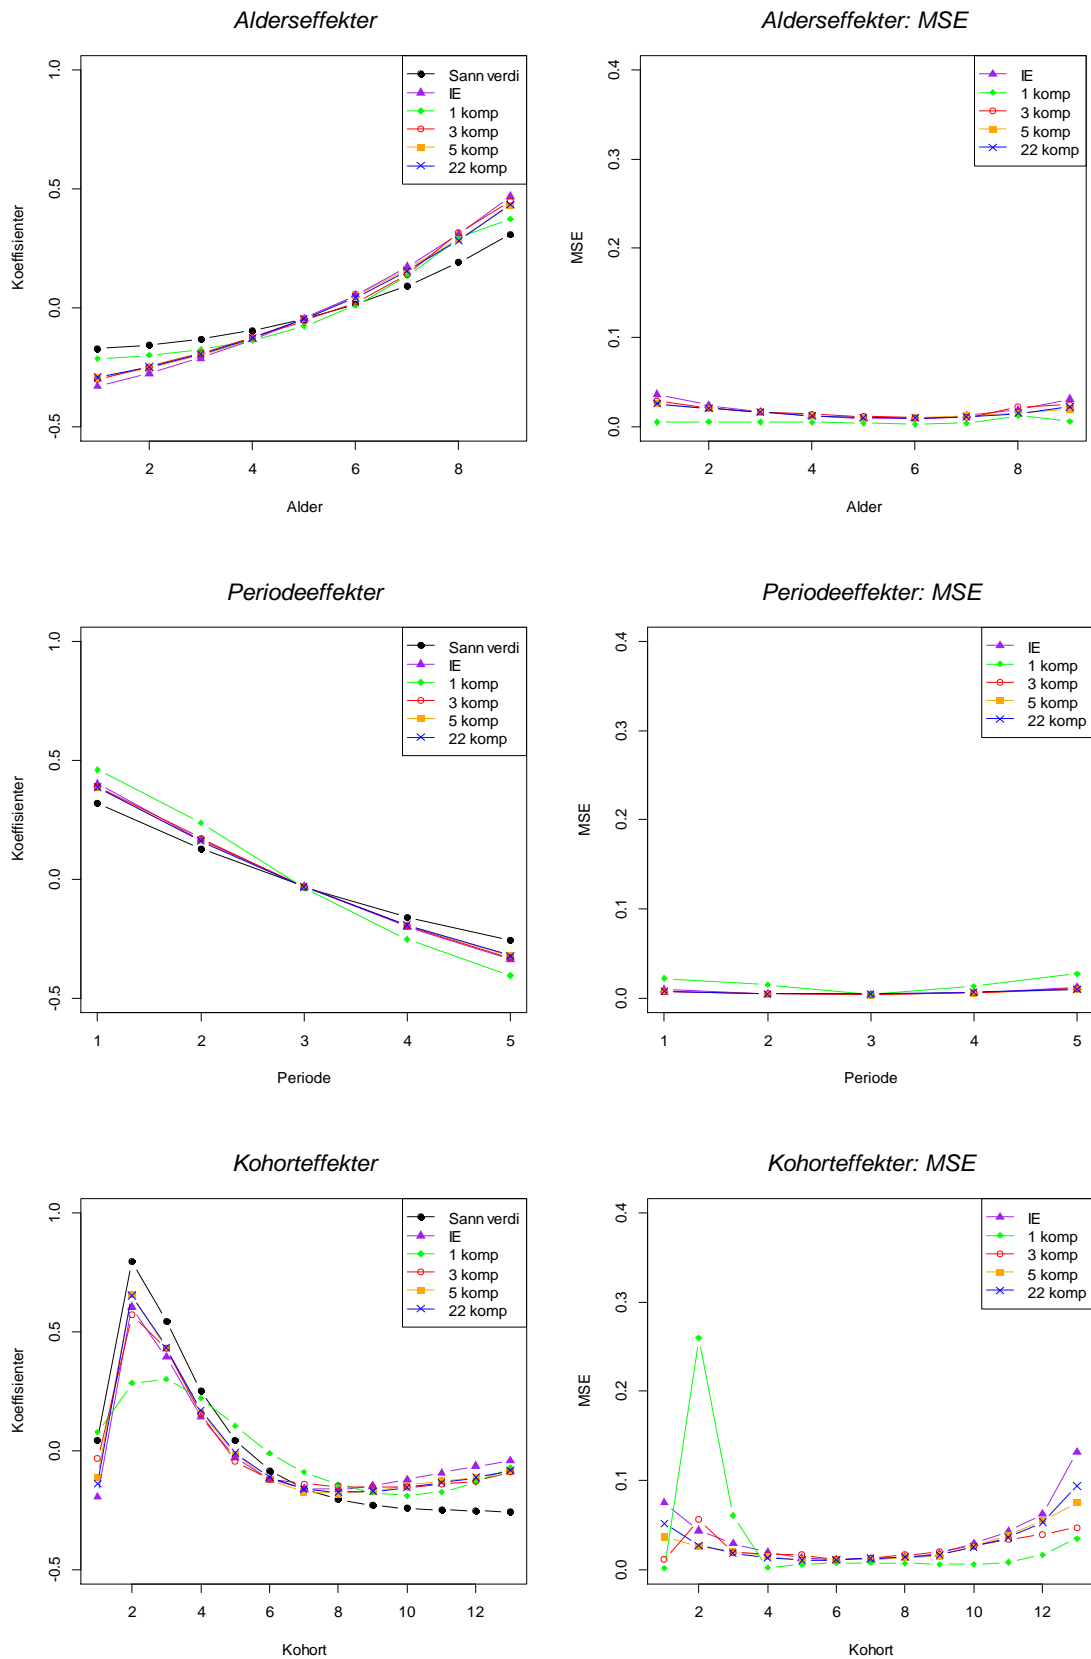 Alderseffekter
Koeffisienter
1.0
0.5
0.0
-0.5
Sann verdi
IE
1 komp
3 komp
5 komp
22 komp
2
4
6
8
Alder
Alderseffekter: MSE
MSE
0.4
0.3
0.2
0.1
0.0
IE
1 komp
3 komp
5 komp
22 komp
2
4
6
8
Alder
Periodeeffekter
Koeffisienter
1.0
0.5
0.0
-0.5
Sann verdi
IE
1 komp
3 komp
5 komp
22 komp
1
2
3
4
5
Periode
Periodeeffekter: MSE
MSE
0.4
0.3
0.2
0.1
0.0
IE
1 komp
3 komp
5 komp
22 komp
1
2
3
4
5
Periode
Kohorteffekter
Koeffisienter
1.0
0.5
0.0
-0.5
Sann verdi
IE
1 komp
3 komp
5 komp
22 komp
2
4
6
8
10
12
Kohort
Kohorteffekter: MSE
MSE
0.4
0.3
0.2
0.1
0.0
IE
1 komp
3 komp
5 komp
22 komp
2
4
6
8
10
12
Kohort